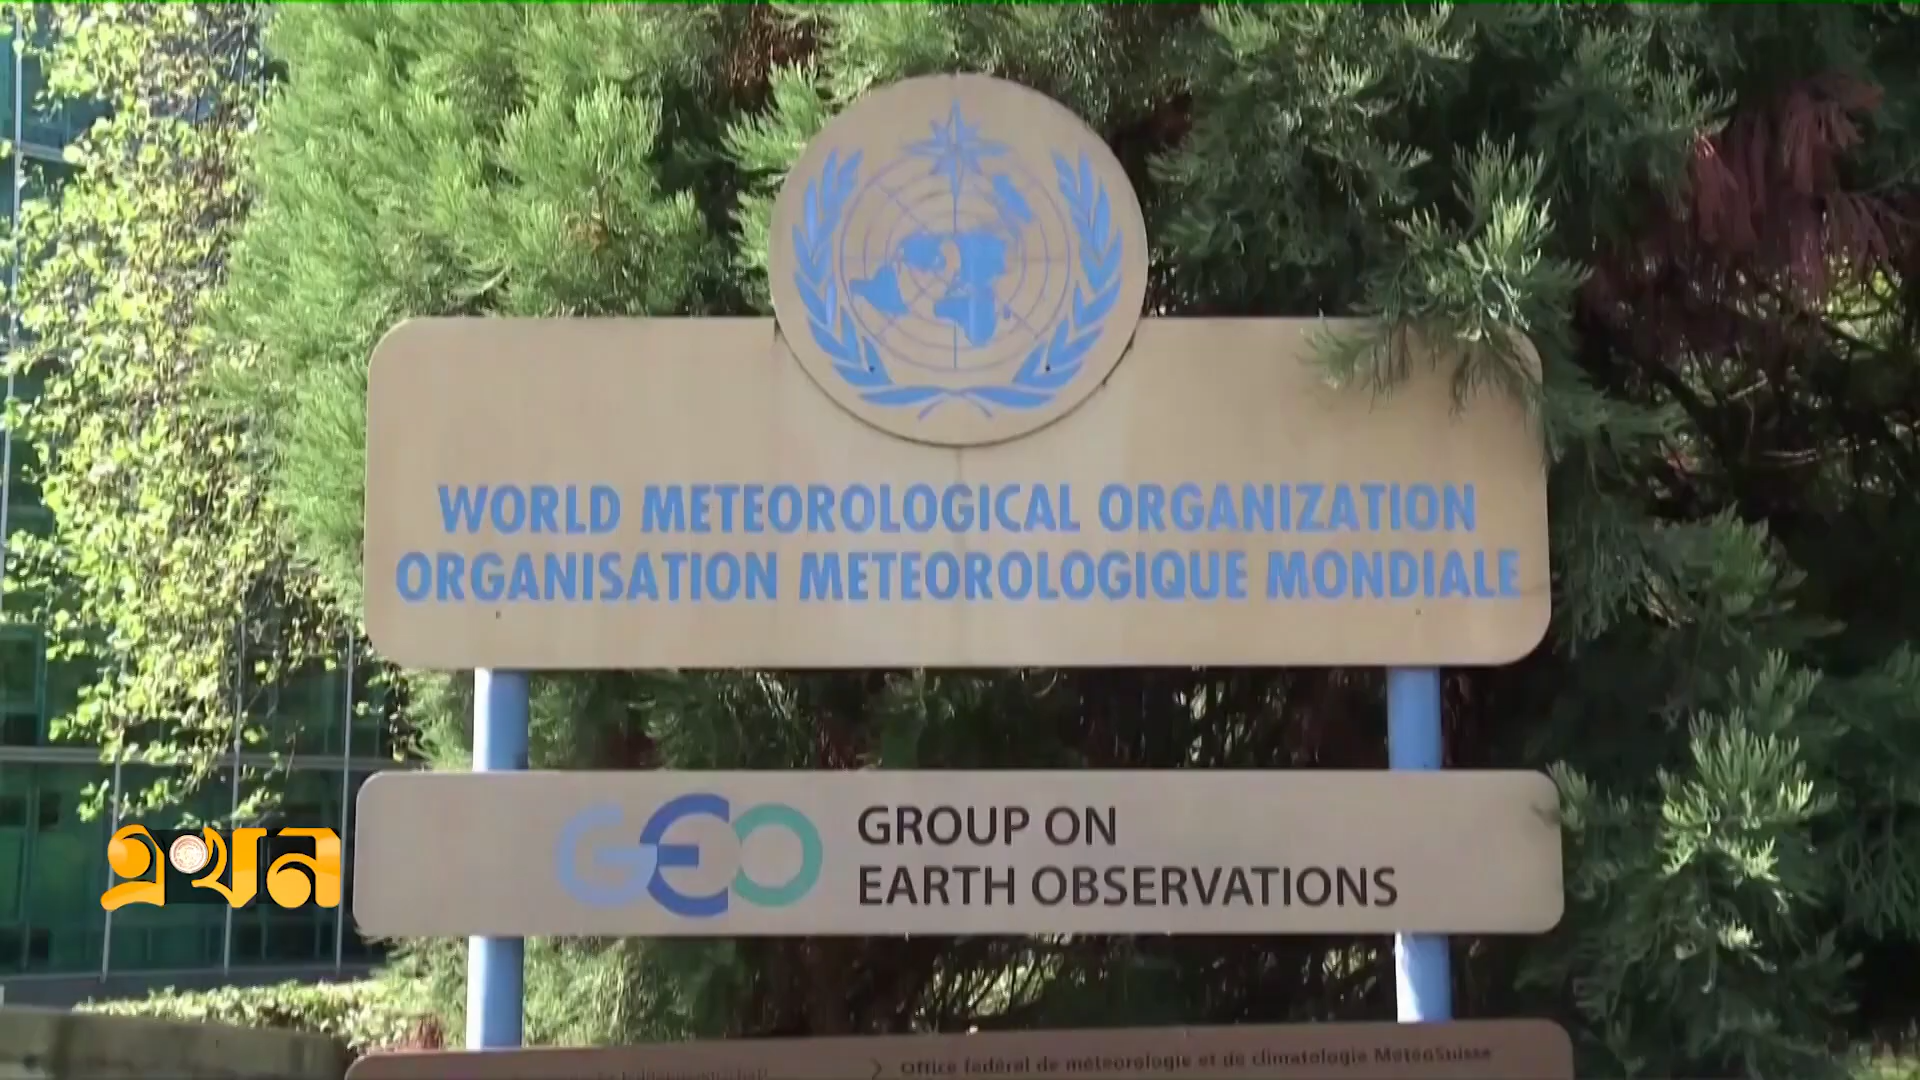 WORLD METEOROLOGICAL ORGANIZATION
ORGANISATION METEOROLOGIQUE MONDIALE
GEO
GROUP ON
EARTH OBSERVATIONS
এখন
Office fédéral de météorologie et de climatologie MétéoSuisse